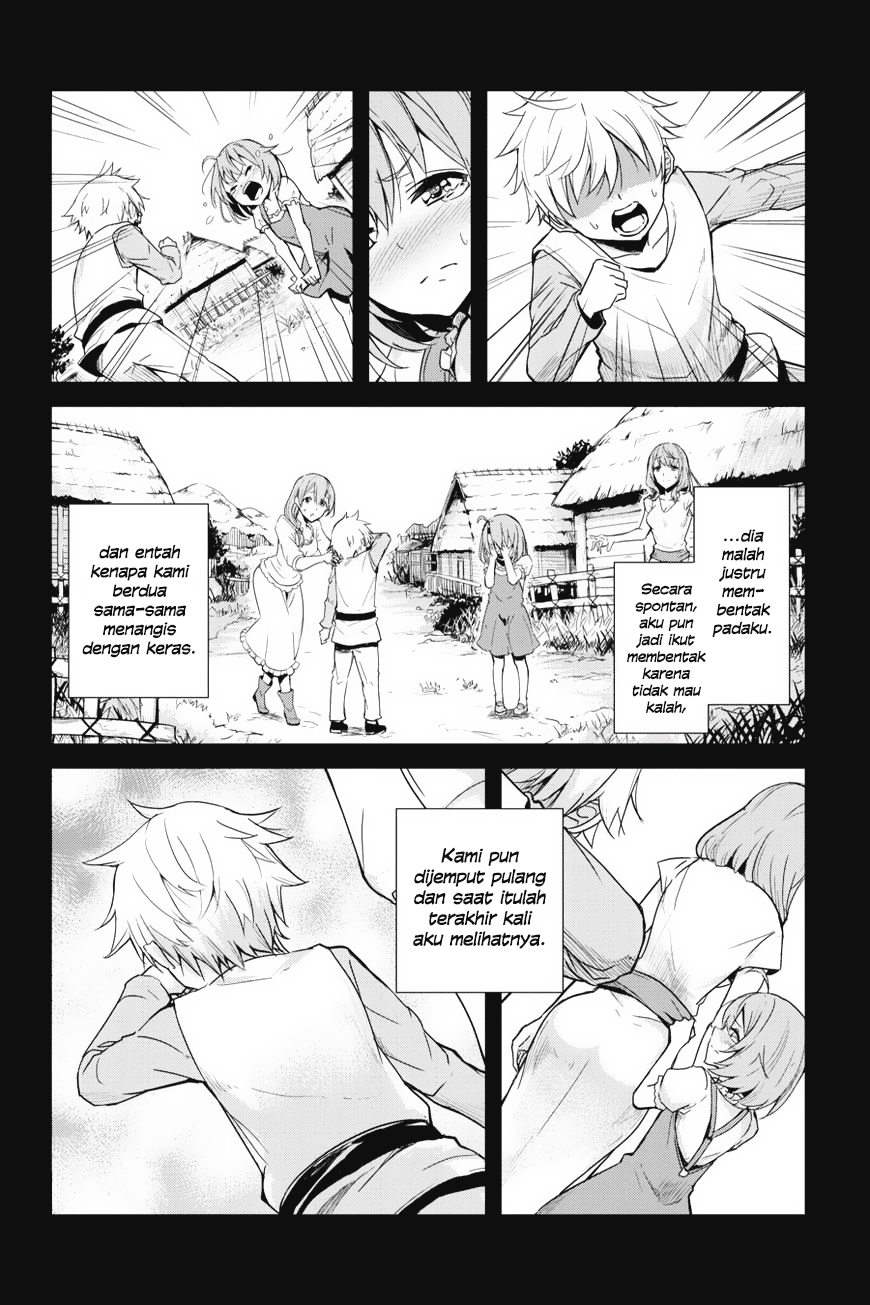 ...dia
malah
justru
mem-
bentak
padaku.
Secara
spontan,
aku pun
jadi ikut
membentak
karena
tidak mau
kalah,
dan entah
kenapa kami
berdua
sama-sama
menangis
dengan keras.
Kami pun
dijemput pulang
dan saat itulah
terakhir kali
aku melihatnya.